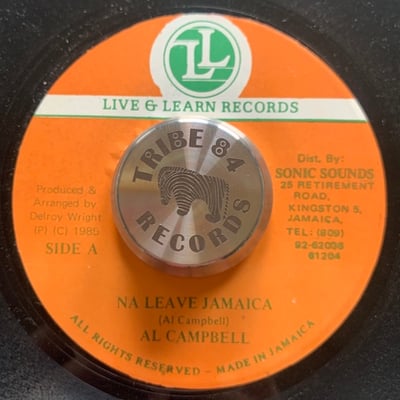 LL
LIVE & LEARN RECORDS
TRIBE 84
RECORDS
Produced &
Arranged by
Delroy Wright
(P) (C) 1985
SIDE A
Dist. By:
SONIC SOUNDS
25 RETIREMENT
ROAD,
KINGSTON 5,
JAMAICA,
TEL: (809)
92-62036
61204
NA LEAVE JAMAICA
(Al Campbell)
AL CAMPBELL
ALL RIGHTS RESERVED - MADE IN JAMAICA